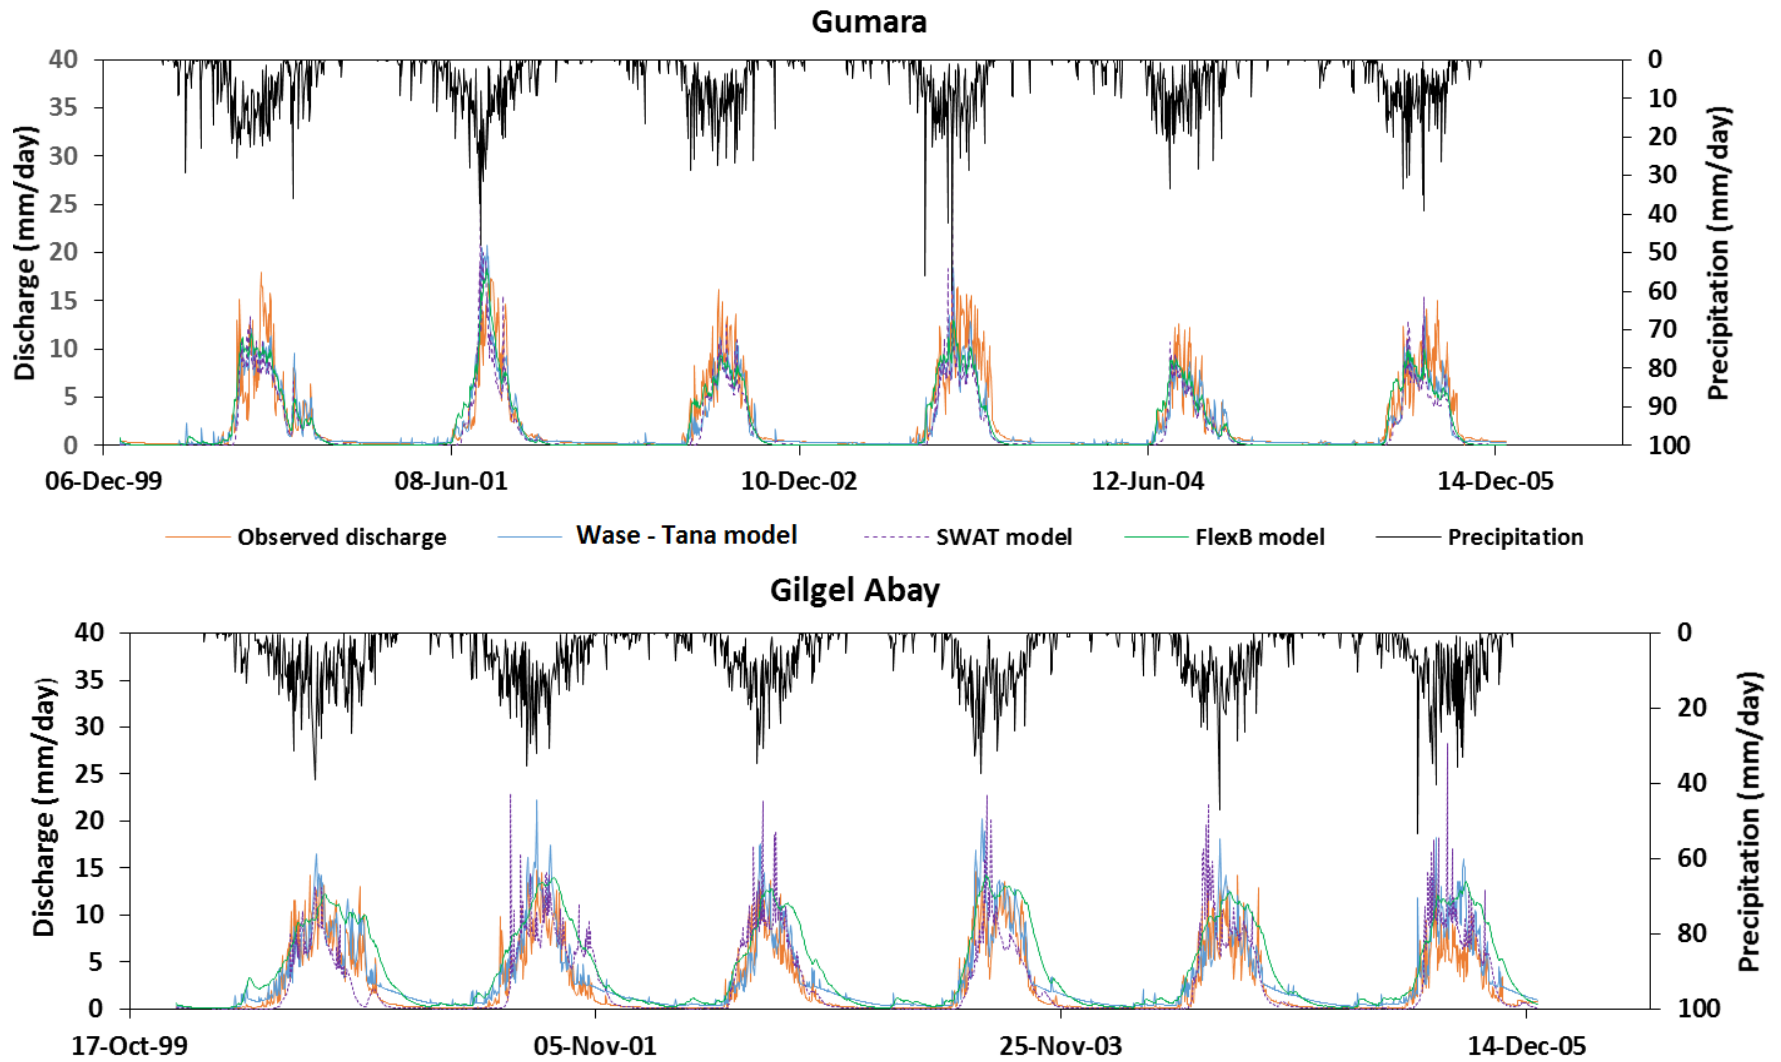 Gumara
40
35
30
25
20
15
10
5
0
Discharge (mm/day)
0
10
20
30
40
50
60
70
80
90
100
Precipitation (mm/day)
06-Dec-99
08-Jun-01
10-Dec-02
12-Jun-04
14-Dec-05
Observed discharge
Wase - Tana model
SWAT model
FlexB model
Precipitation
Gilgel Abay
40
35
30
25
20
15
10
5
0
Discharge (mm/day)
0
20
40
60
80
100
Precipitation (mm/day)
17-Oct-99
05-Nov-01
25-Nov-03
14-Dec-05